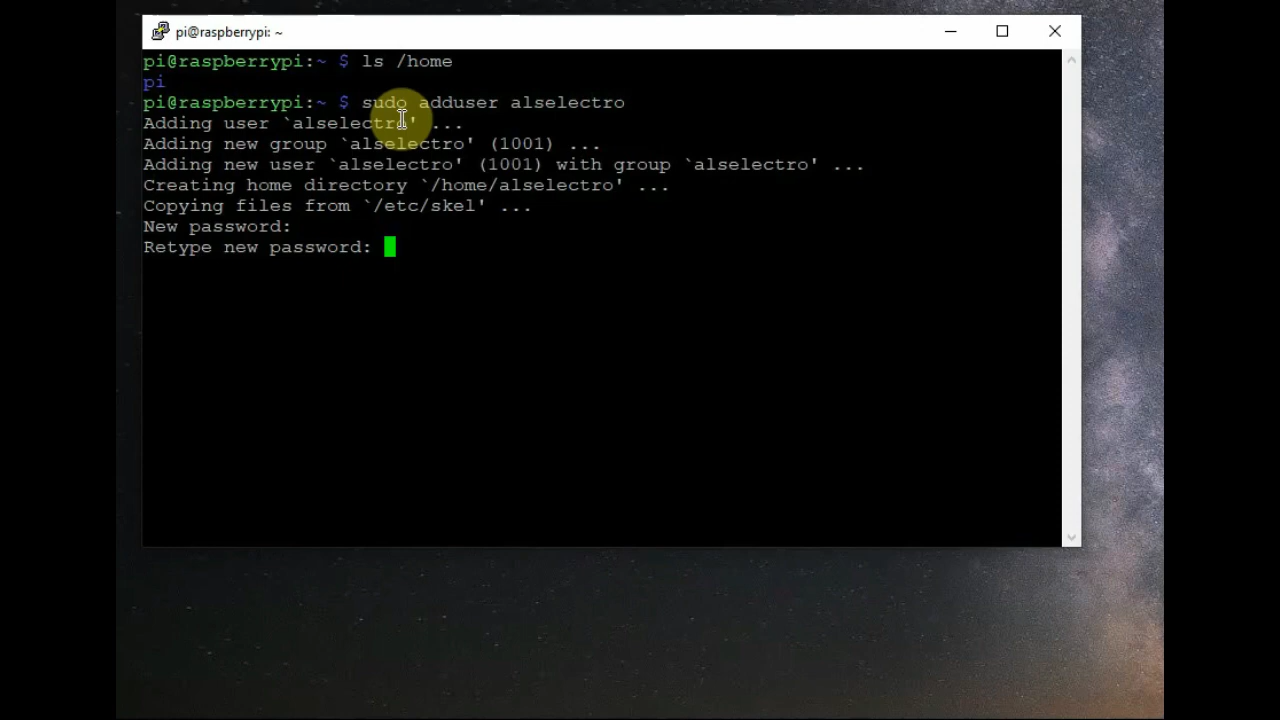 pi@raspberrypi: ~
pi@raspberrypi:~ $ ls /home
pi
pi@raspberrypi:~ $ sudo adduser alselectro
Adding user `alselectro' ...
Adding new group `alselectro' (1001) ...
Adding new user `alselectro' (1001) with group `alselectro' ...
Creating home directory `/home/alselectro' ...
Copying files from `/etc/skel' ...
New password:
Retype new password: